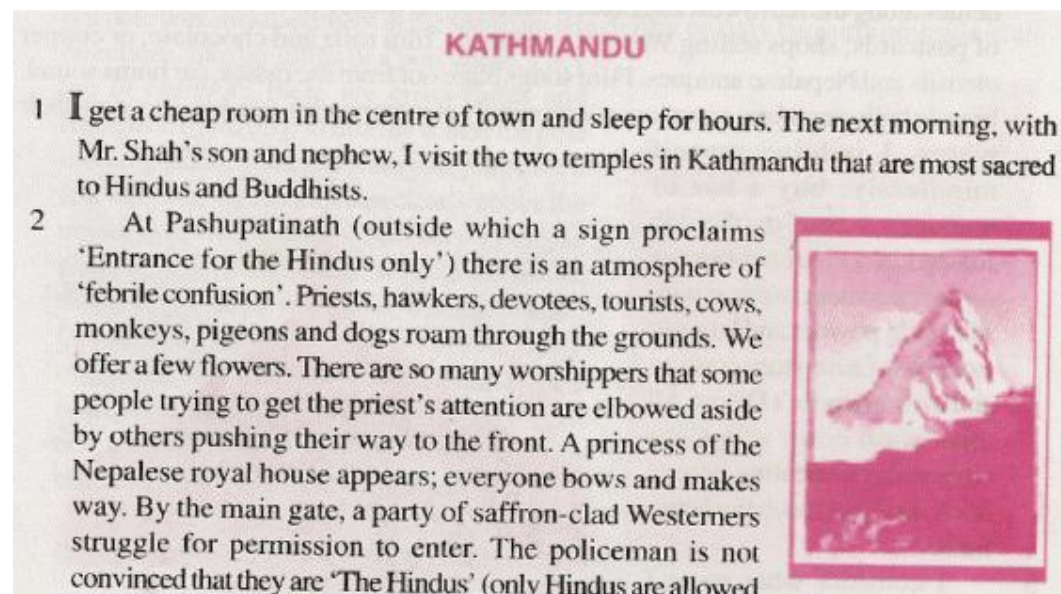 KATHMANDU
1 I get a cheap room in the centre of town and sleep for hours. The next morning, with
Mr. Shah's son and nephew, I visit the two temples in Kathmandu that are most sacred
to Hindus and Buddhists.
2 At Pashupatinath (outside which a sign proclaims
'Entrance for the Hindus only') there is an atmosphere of
'febrile confusion'. Priests, hawkers, devotees, tourists, cows,
monkeys, pigeons and dogs roam through the grounds. We
offer a few flowers. There are so many worshippers that some
people trying to get the priest's attention are elbowed aside
by others pushing their way to the front. A princess of the
Nepalese royal house appears; everyone bows and makes
way. By the main gate, a party of saffron-clad Westerners
struggle for permission to enter. The policeman is not
convinced that they are 'The Hindus' (only Hindus are allowed